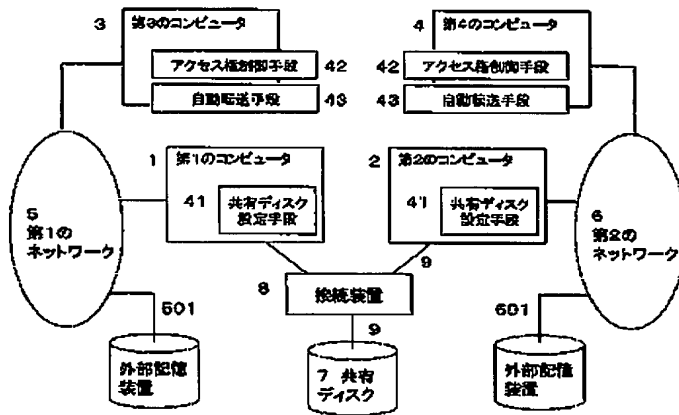 3
第3のコンピュータ
アクセス権制御手段
42
自動転送手段
43
4
第4のコンピュータ
42
アクセス権制御手段
43
自動転送手段
1
第1のコンピュータ
41
共有ディスク
設定手段
2
第2のコンピュータ
41
共有ディスク
設定手段
5
第1の
ネットワーク
6
第2の
ネットワーク
8
接続装置
9
9
501
外部記憶
装置
7 共有
ディスク
601
外部記憶
装置